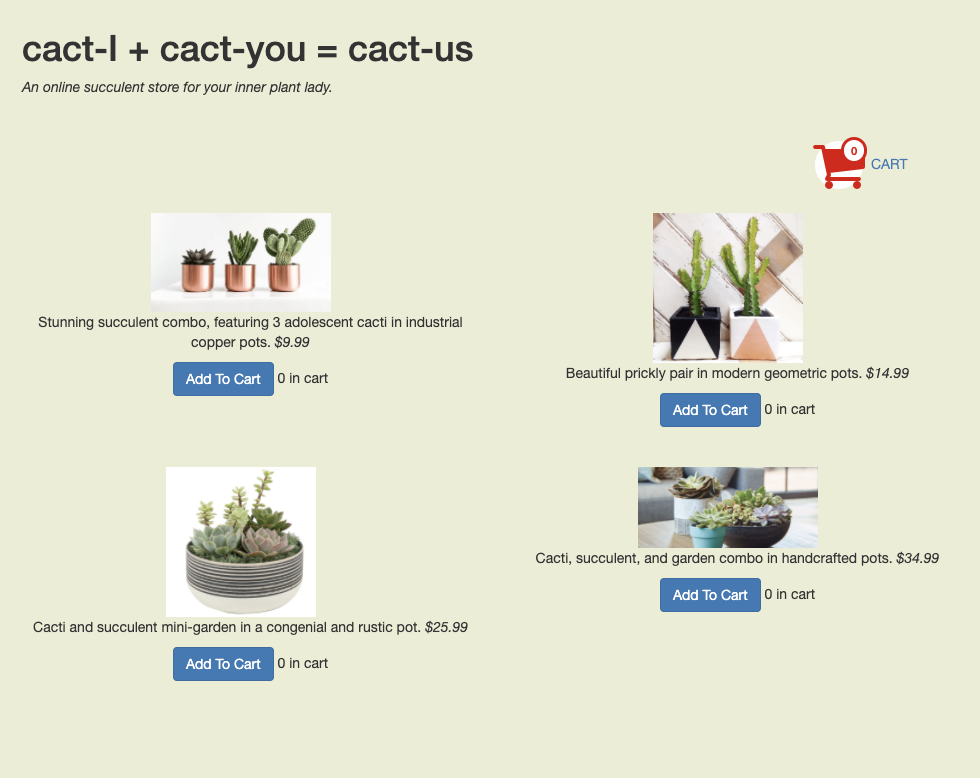 cact-I + cact-you = cact-us
An online succulent store for your inner plant lady.
0
CART
Stunning succulent combo, featuring 3 adolescent cacti in industrial
copper pots. $9.99
Add To Cart 0 in cart
Beautiful prickly pair in modern geometric pots. $14.99
Add To Cart 0 in cart
Cacti and succulent mini-garden in a congenial and rustic pot. $25.99
Add To Cart 0 in cart
Cacti, succulent, and garden combo in handcrafted pots. $34.99
Add To Cart 0 in cart